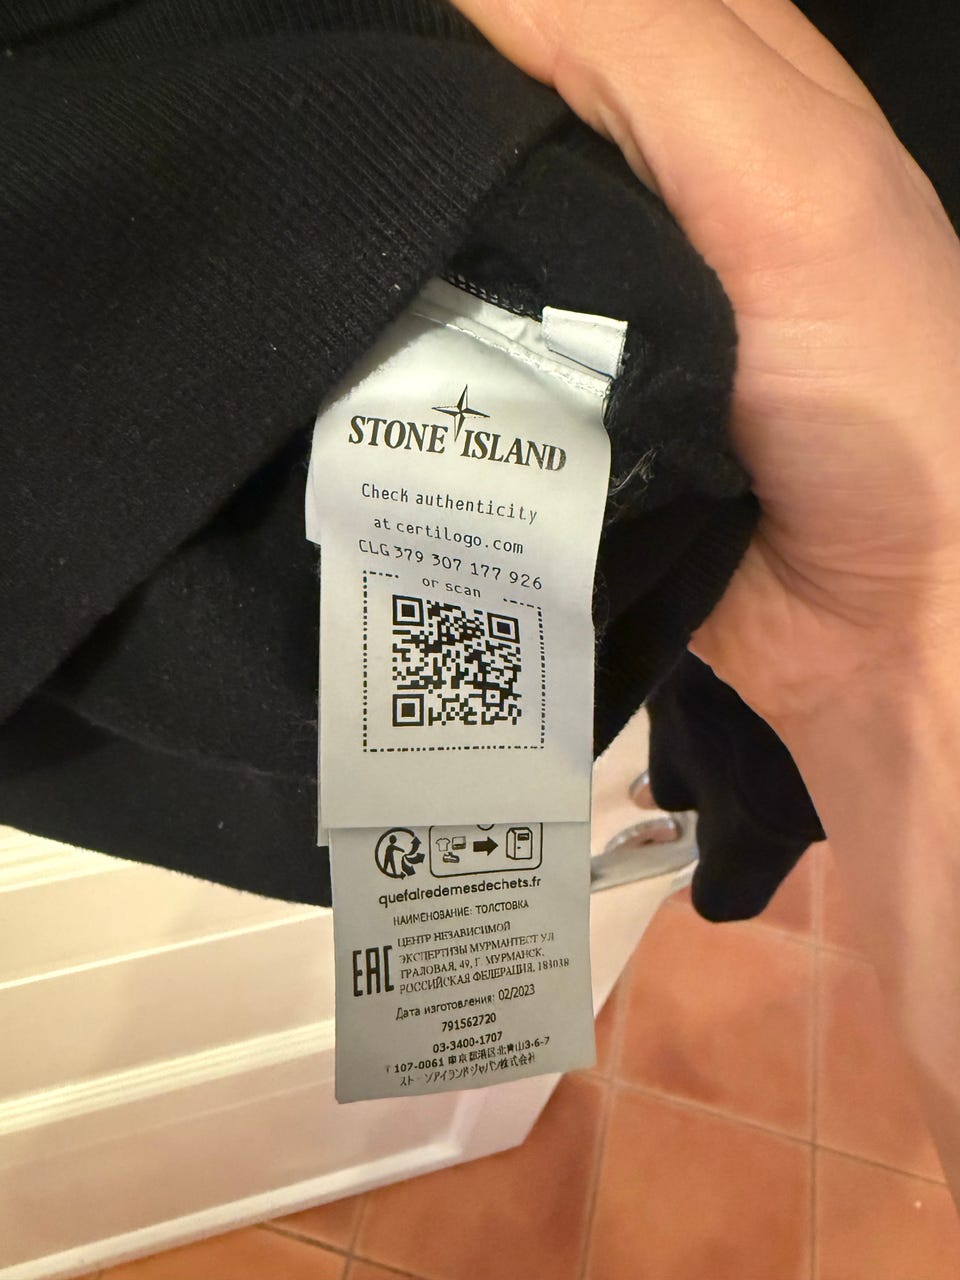 STONE ISLAND
Check authenticity
at certilogo.com
CLG 379 307 177 926
or scan
quefairedemesdechets.fr
НАИМЕНОВАНИЕ: ТОЛСТОВКА
EAC
ЦЕНТР НЕЗАВИСИМОЙ
ЭКСПЕРТИЗЫ МУРМАНТЕСТ УЛ
ТРАЛОВАЯ, 49, Г. МУРМАНСК,
РОССИЙСКАЯ ФЕДЕРАЦИЯ, 183038
Дата изготовления: 02/2023
791562720
03-3400-1707
〒107-0061 東京都港区北青山3-6-7
ストーンアイランドジャパン株式会社